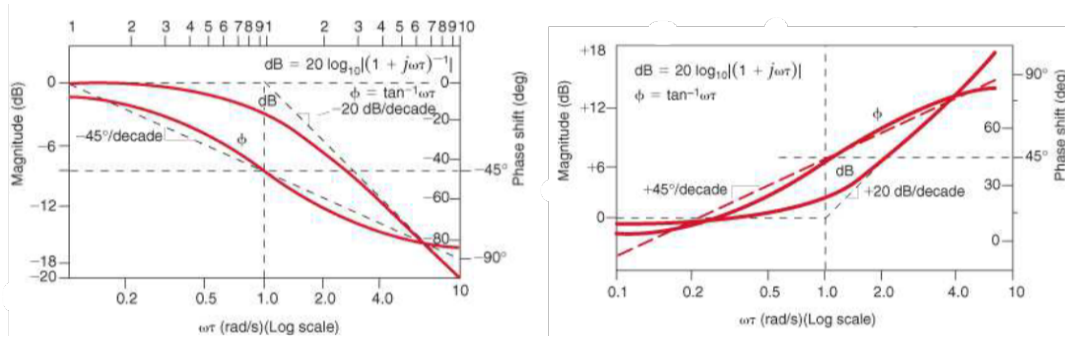 1 2 3 4 5 6 7 8 9 1 2 3 4 5 6 7 8 9 10
dB = 20 log₁₀|(1 + jωτ)⁻¹|
ϕ = tan⁻¹ωτ
dB
−20 dB/decade
−45°/decade
ϕ
Magnitude (dB)
0
−6
−12
−18
−20
0
−20
−40
−45°
−60
−80
−90°
Phase shift (deg)
0.2 0.5 1.0 2.0 4.0 10
ωτ (rad/s)(Log scale)
dB = 20 log₁₀|(1 + jωτ)|
ϕ = tan⁻¹ωτ
ϕ
dB
+45°/decade
+20 dB/decade
Magnitude (dB)
+18
+12
+6
0
90°
60
45°
30
0
Phase shift (deg)
0.1 0.2 0.5 1.0 2.0 4.0 10
ωτ (rad/s)(Log scale)